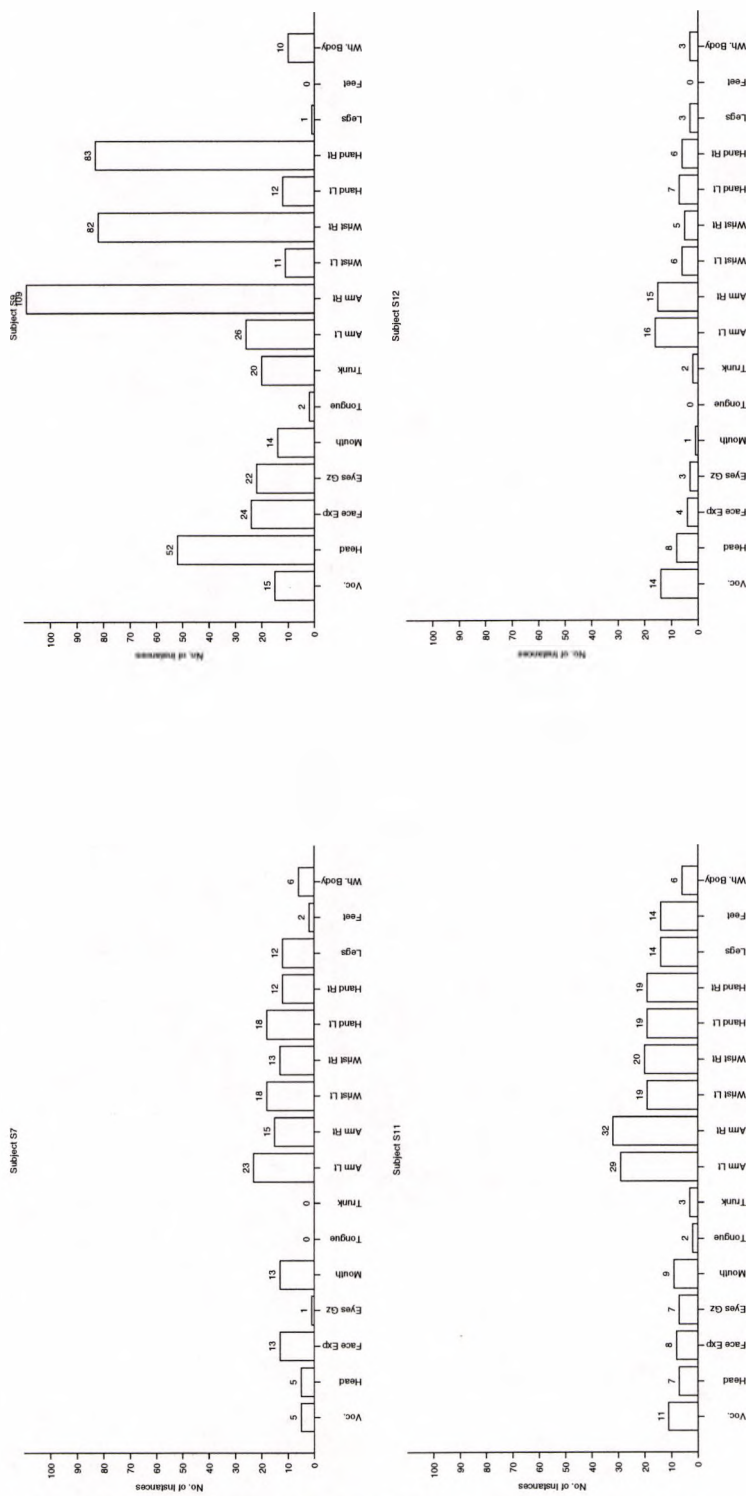 Subject S7
No. of Instances
100
90
80
70
60
50
40
30
20
10
0
5 5 13 1 13 0 0 23 15 18 13 18 12 12 2 6
Voc. Head Face Exp Eyes Gz Mouth Tongue Trunk Arm Lt Arm Rt Wrist Lt Wrist Rt Hand Lt Hand Rt Legs Feet Wh. Body
Subject S9
No. of Instances
100
90
80
70
60
50
40
30
20
10
0
15 52 24 22 14 2 20 26 109 11 82 12 83 1 0 10
Voc. Head Face Exp Eyes Gz Mouth Tongue Trunk Arm Lt Arm Rt Wrist Lt Wrist Rt Hand Lt Hand Rt Legs Feet Wh. Body
Subject S11
No. of Instances
100
90
80
70
60
50
40
30
20
10
0
11 7 8 7 9 2 3 29 32 19 20 19 19 14 14 6
Voc. Head Face Exp Eyes Gz Mouth Tongue Trunk Arm Lt Arm Rt Wrist Lt Wrist Rt Hand Lt Hand Rt Legs Feet Wh. Body
Subject S12
No. of Instances
100
90
80
70
60
50
40
30
20
10
0
14 8 4 3 1 0 2 16 15 6 5 7 6 3 0 3
Voc. Head Face Exp Eyes Gz Mouth Tongue Trunk Arm Lt Arm Rt Wrist Lt Wrist Rt Hand Lt Hand Rt Legs Feet Wh. Body